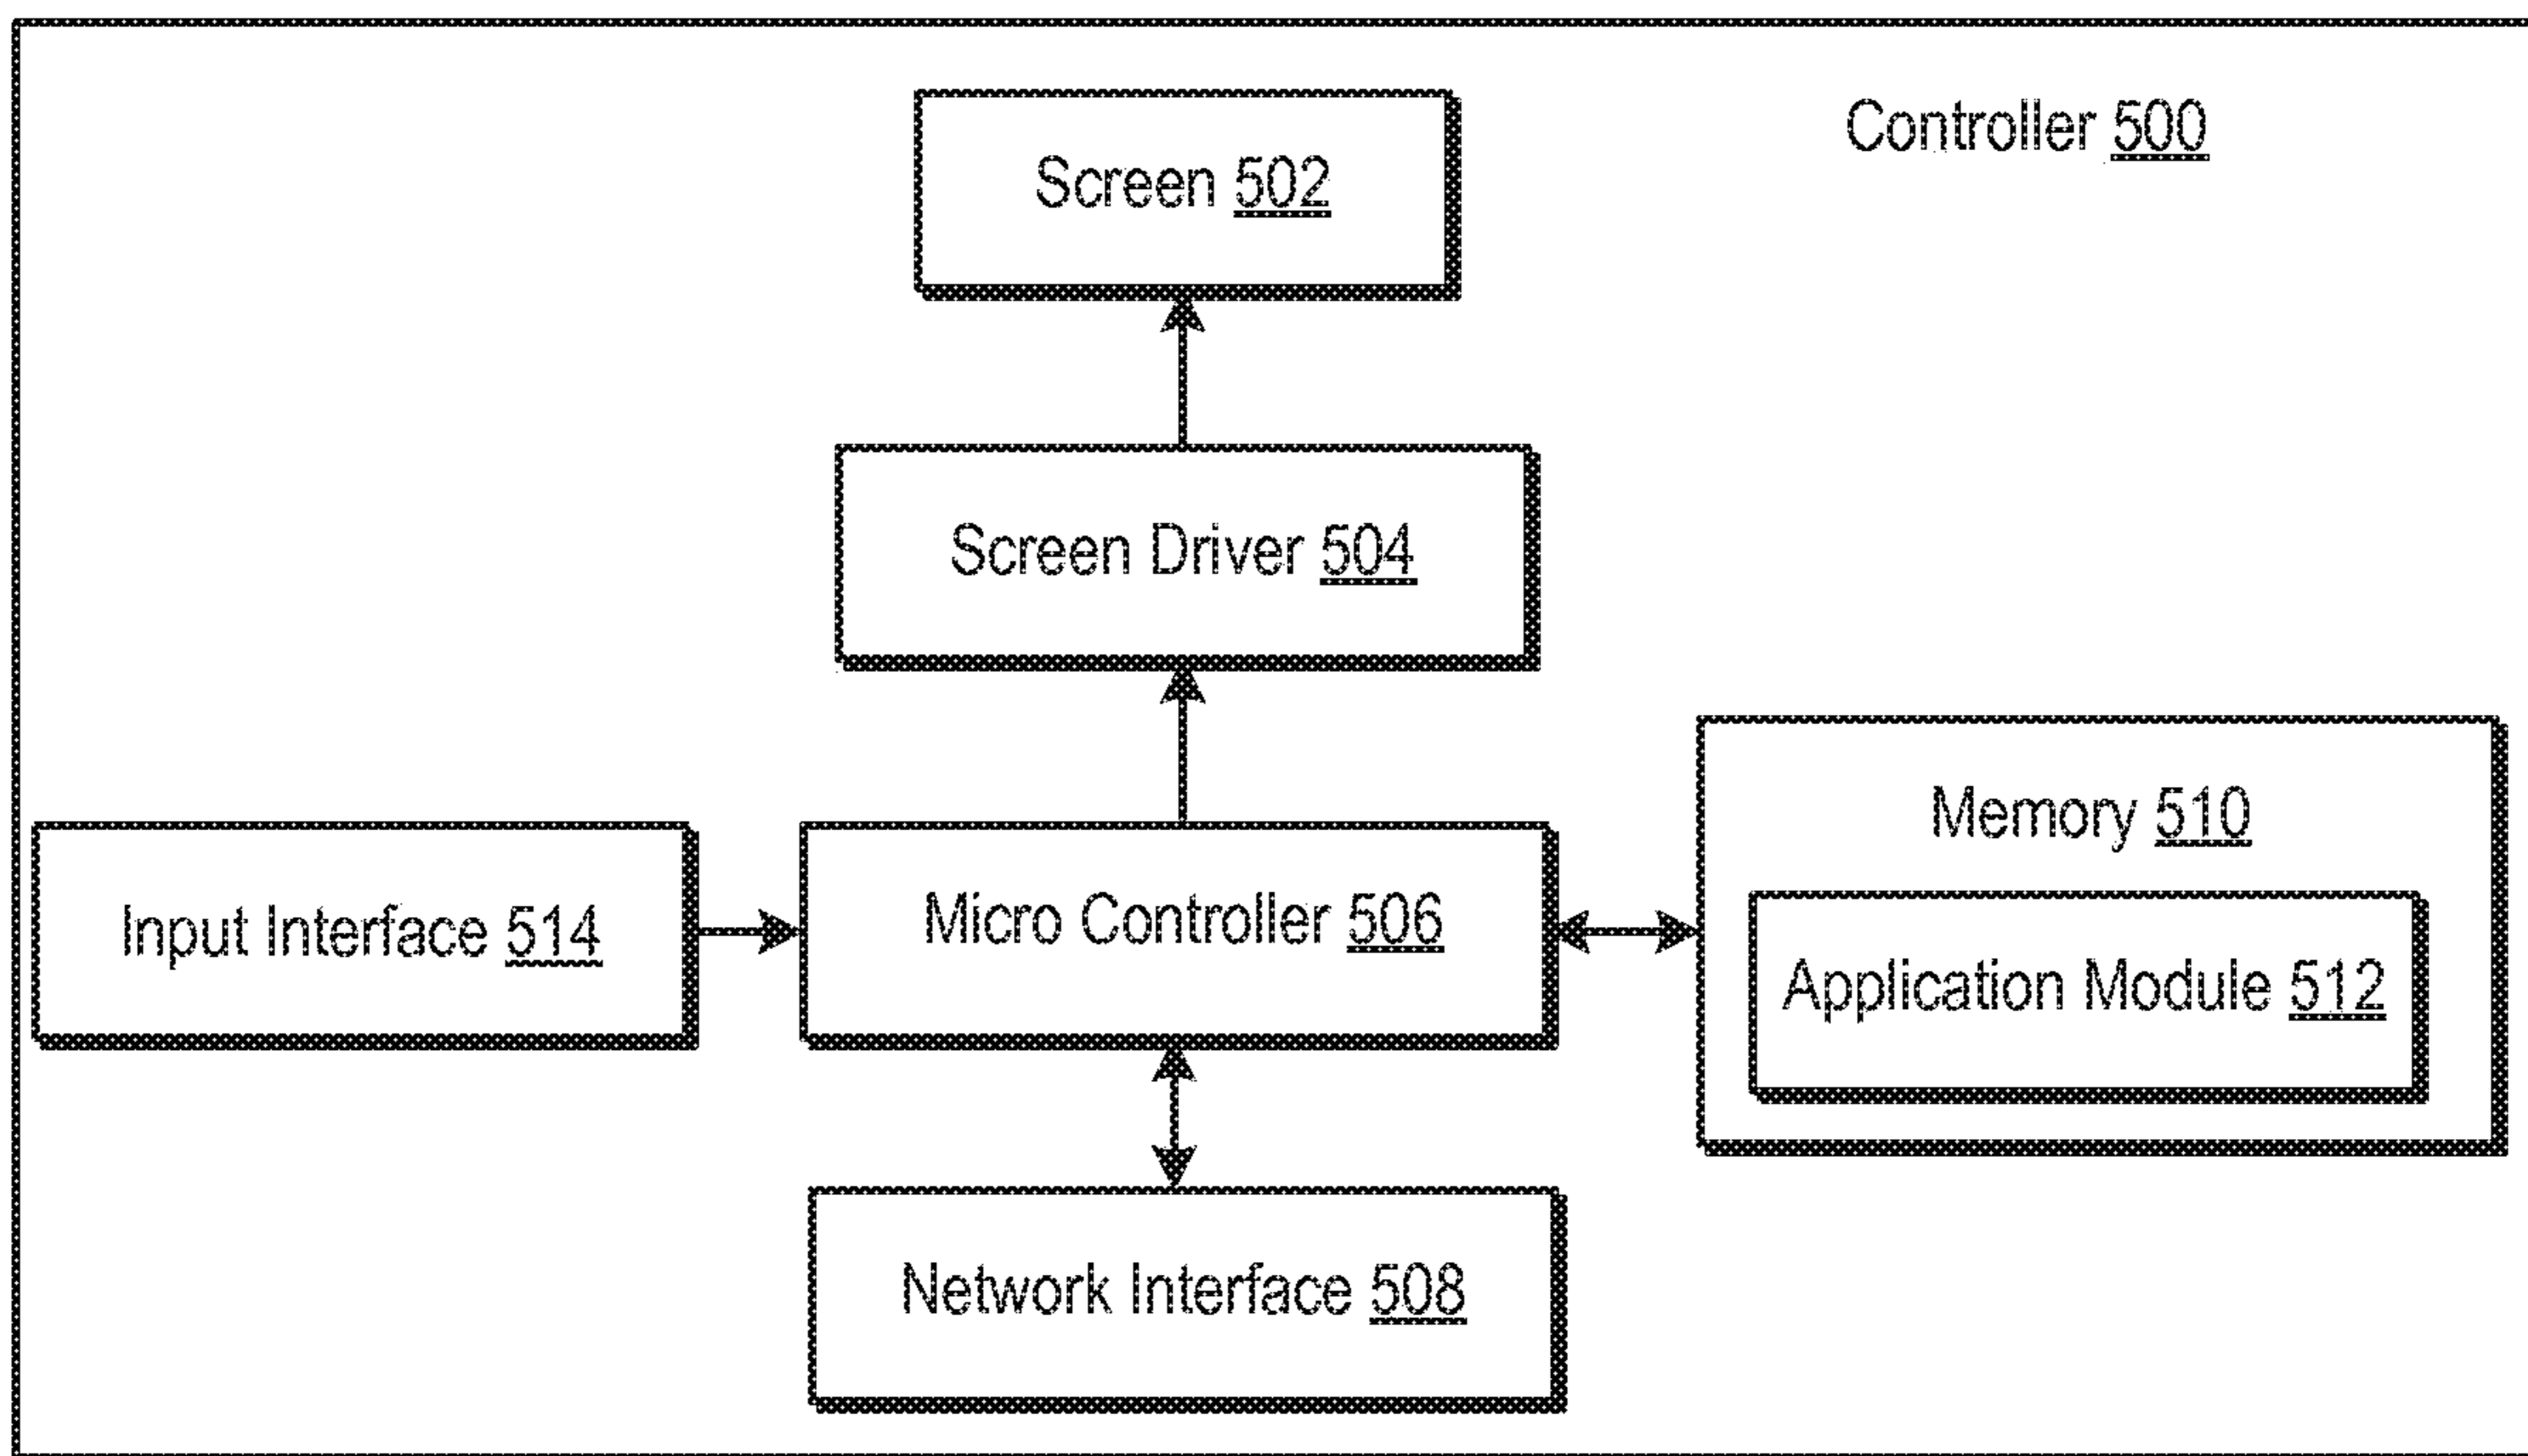 Controller 500
Screen 502
Screen Driver 504
Memory 510
Input Interface 514
Micro Controller 506
Application Module 512
Network Interface 508